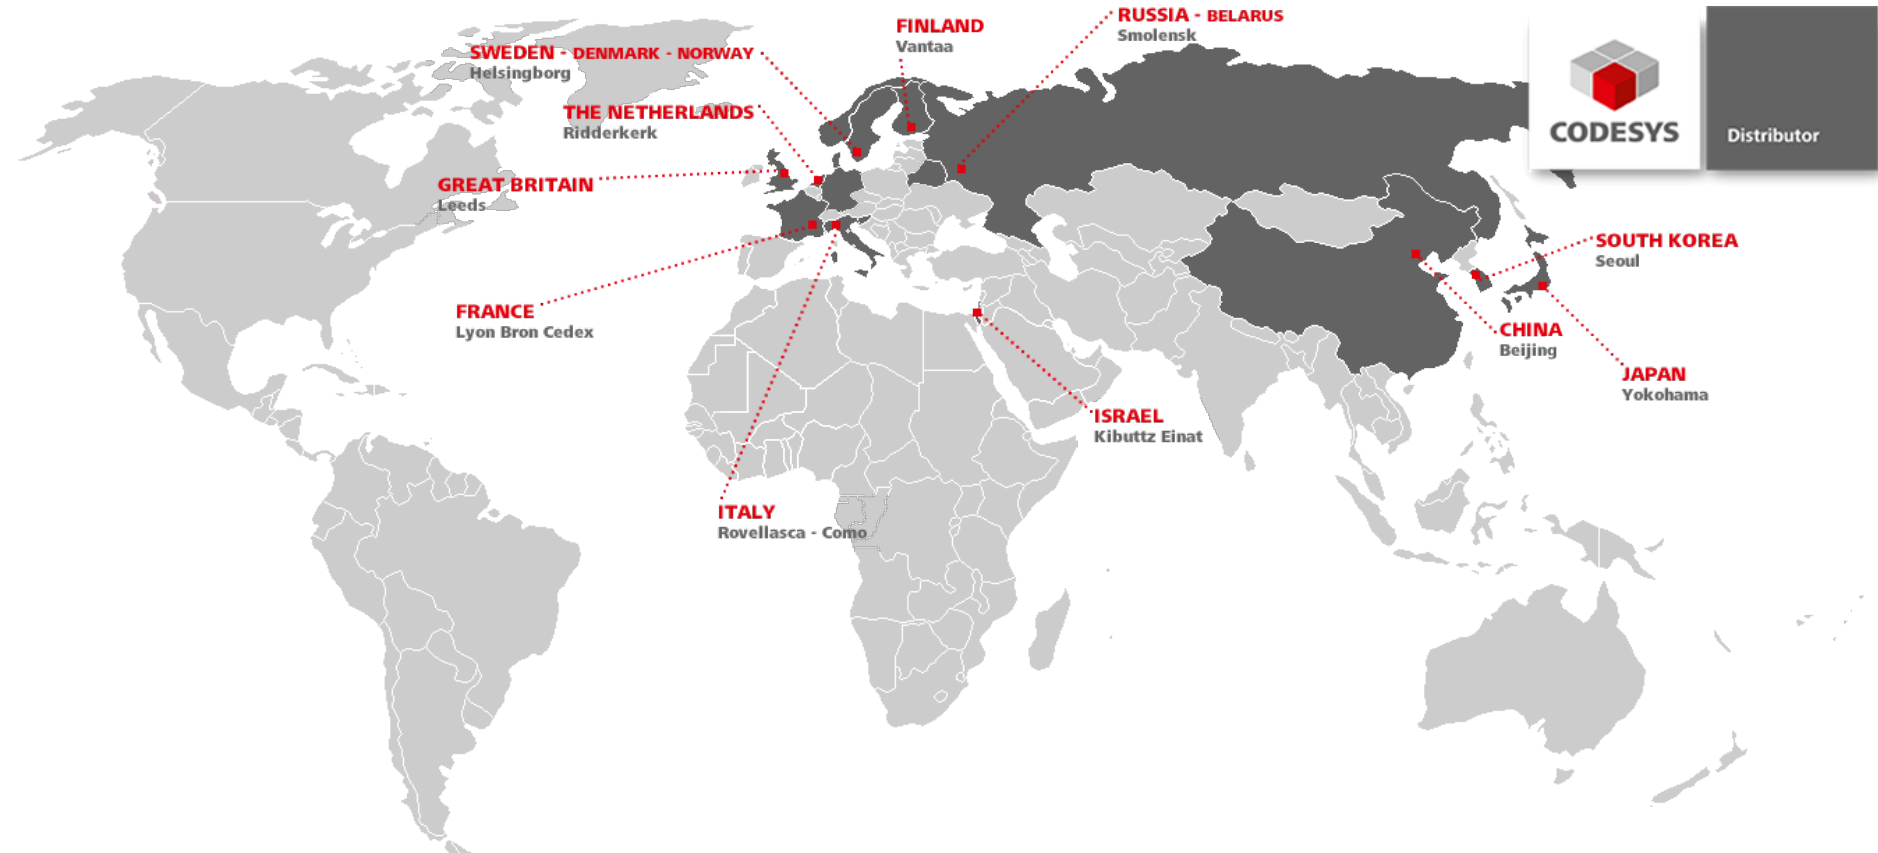 RUSSIA - BELARUS
Smolensk
FINLAND
Vantaa
SWEDEN - DENMARK - NORWAY
Helsingborg
THE NETHERLANDS
Ridderkerk
CODESYS
Distributor
GREAT BRITAIN
Leeds
SOUTH KOREA
Seoul
FRANCE
Lyon Bron Cedex
CHINA
Beijing
JAPAN
Yokohama
ISRAEL
Kibuttz Einat
ITALY
Rovellasca - Como